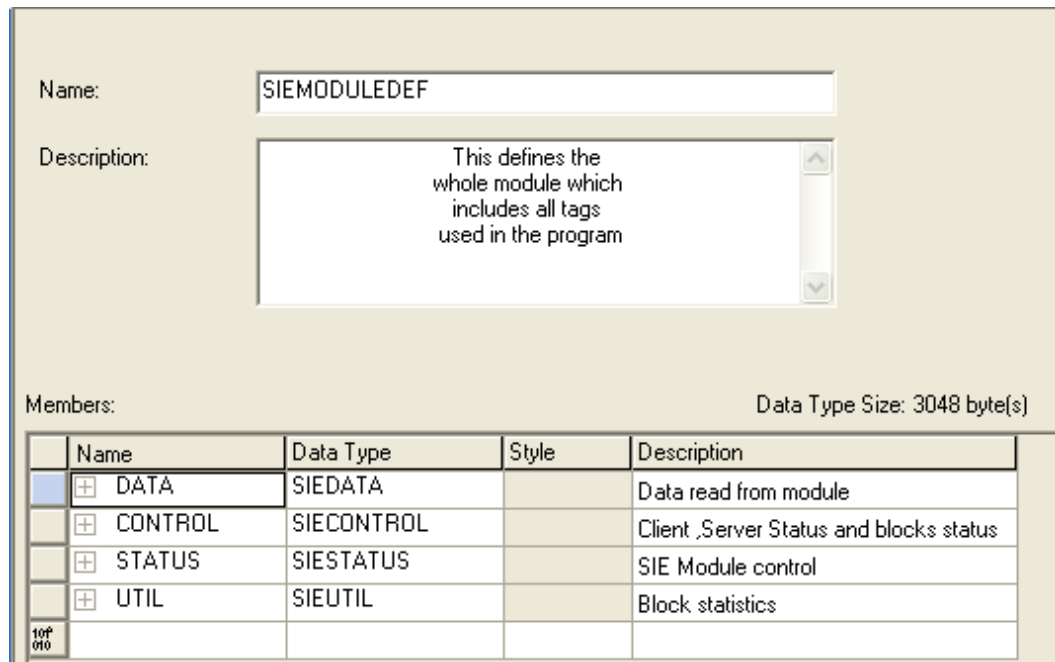 Name: SIEMODULEDEF
Description: This defines the
whole module which
includes all tags
used in the program
Members: Data Type Size: 3048 byte(s)
Name Data Type Style Description
DATA SIEDATA Data read from module
CONTROL SIECONTROL Client ,Server Status and blocks status
STATUS SIESTATUS SIE Module control
UTIL SIEUTIL Block statistics